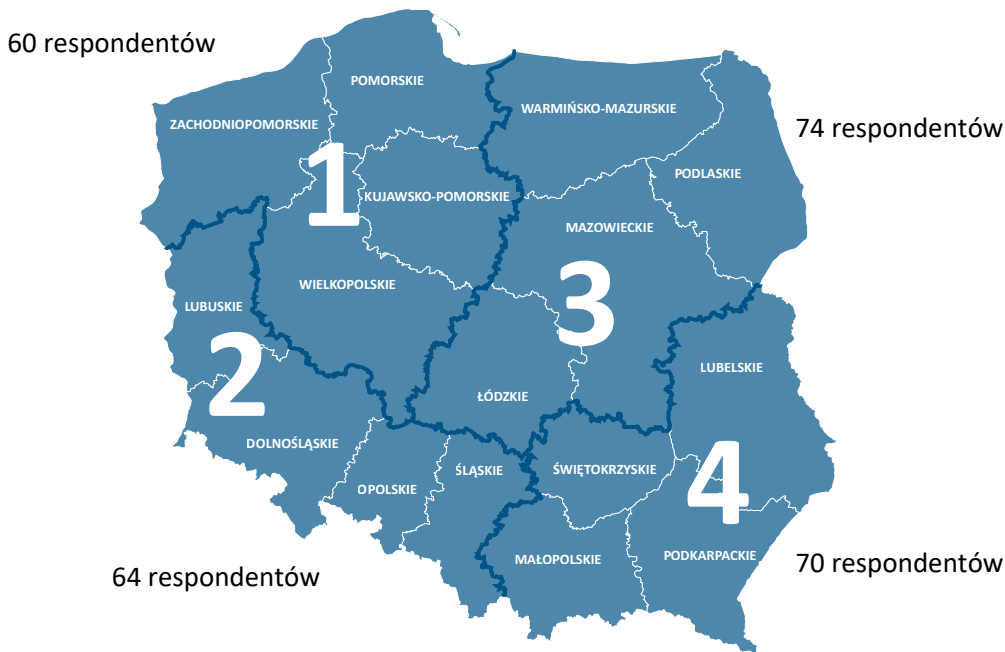 60 respondentów
POMORSKIE
WARMIŃSKO-MAZURSKIE
ZACHODNIOPOMORSKIE
74 respondentów
1
PODLASKIE
KUJAWSKO-POMORSKIE
MAZOWIECKIE
WIELKOPOLSKIE
3
LUBUSKIE
2
LUBELSKIE
ŁÓDZKIE
DOLNOŚLĄSKIE
ŚLĄSKIE
ŚWIĘTOKRZYSKIE
4
OPOLSKIE
MAŁOPOLSKIE
PODKARPACKIE
70 respondentów
64 respondentów